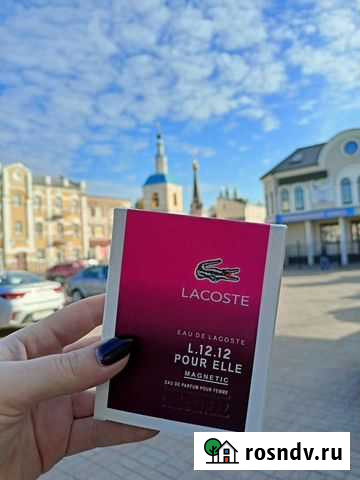 LACOSTE
EAU DE LACOSTE
L.12.12
POUR ELLE
MAGNETIC
EAU DE PARFUM POUR FEMME
rosndv.ru